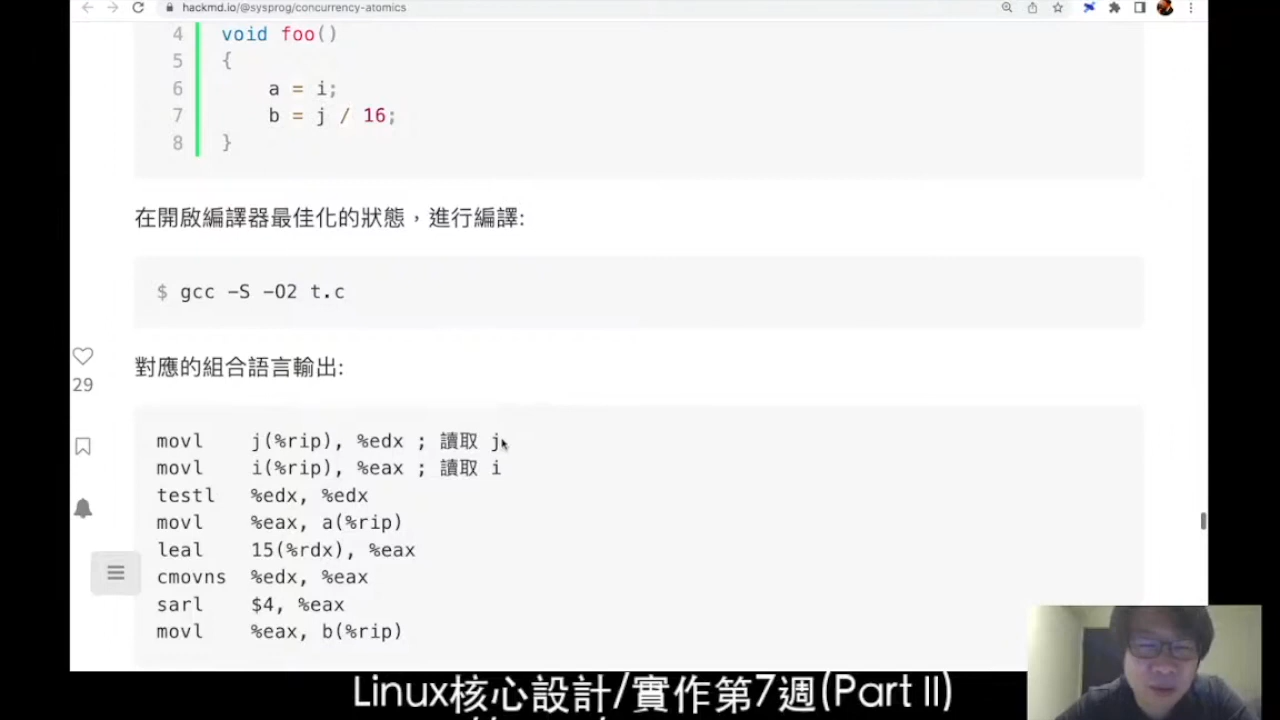 hackmd.io/@sysprog/concurrency-atomics
4 void foo()
5 {
6 a = i;
7 b = j / 16;
8 }
在開啟編譯器最佳化的狀態，進行編譯:
$ gcc -S -O2 t.c
29
對應的組合語言輸出:
movl j(%rip), %edx ; 讀取 j
movl i(%rip), %eax ; 讀取 i
testl %edx, %edx
movl %eax, a(%rip)
leal 15(%rdx), %eax
cmovns %edx, %eax
sarl $4, %eax
movl %eax, b(%rip)
Linux核心設計/實作第7週(Part II)